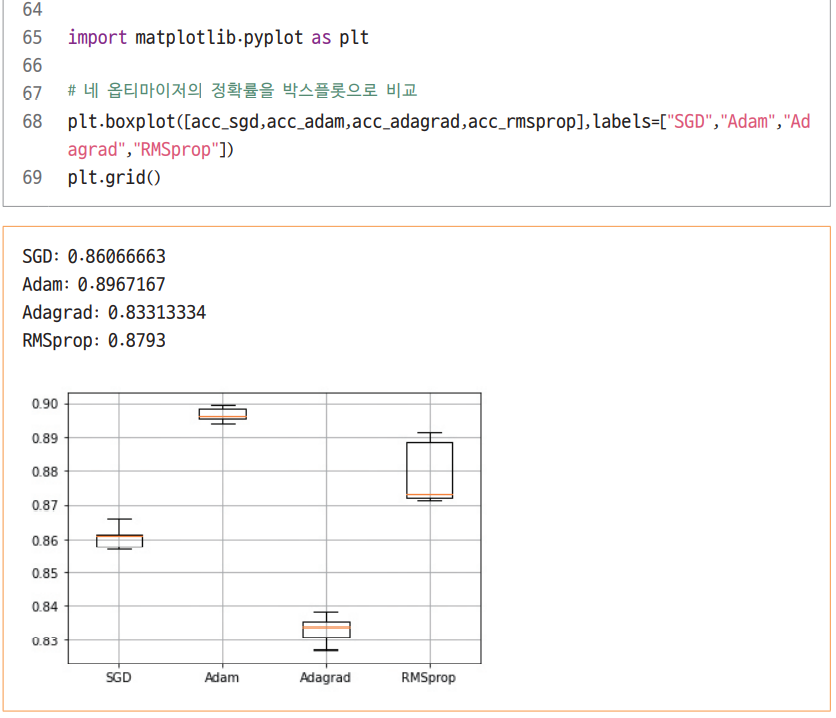 64
65 import matplotlib.pyplot as plt
66
67 # 네 옵티마이저의 정확률을 박스플롯으로 비교
68 plt.boxplot([acc_sgd,acc_adam,acc_adagrad,acc_rmsprop],labels=["SGD","Adam","Ad
agrad","RMSprop"])
69 plt.grid()
SGD: 0.86066663
Adam: 0.8967167
Adagrad: 0.83313334
RMSprop: 0.8793
0.90
0.89
0.88
0.87
0.86
0.85
0.84
0.83
SGD Adam Adagrad RMSprop